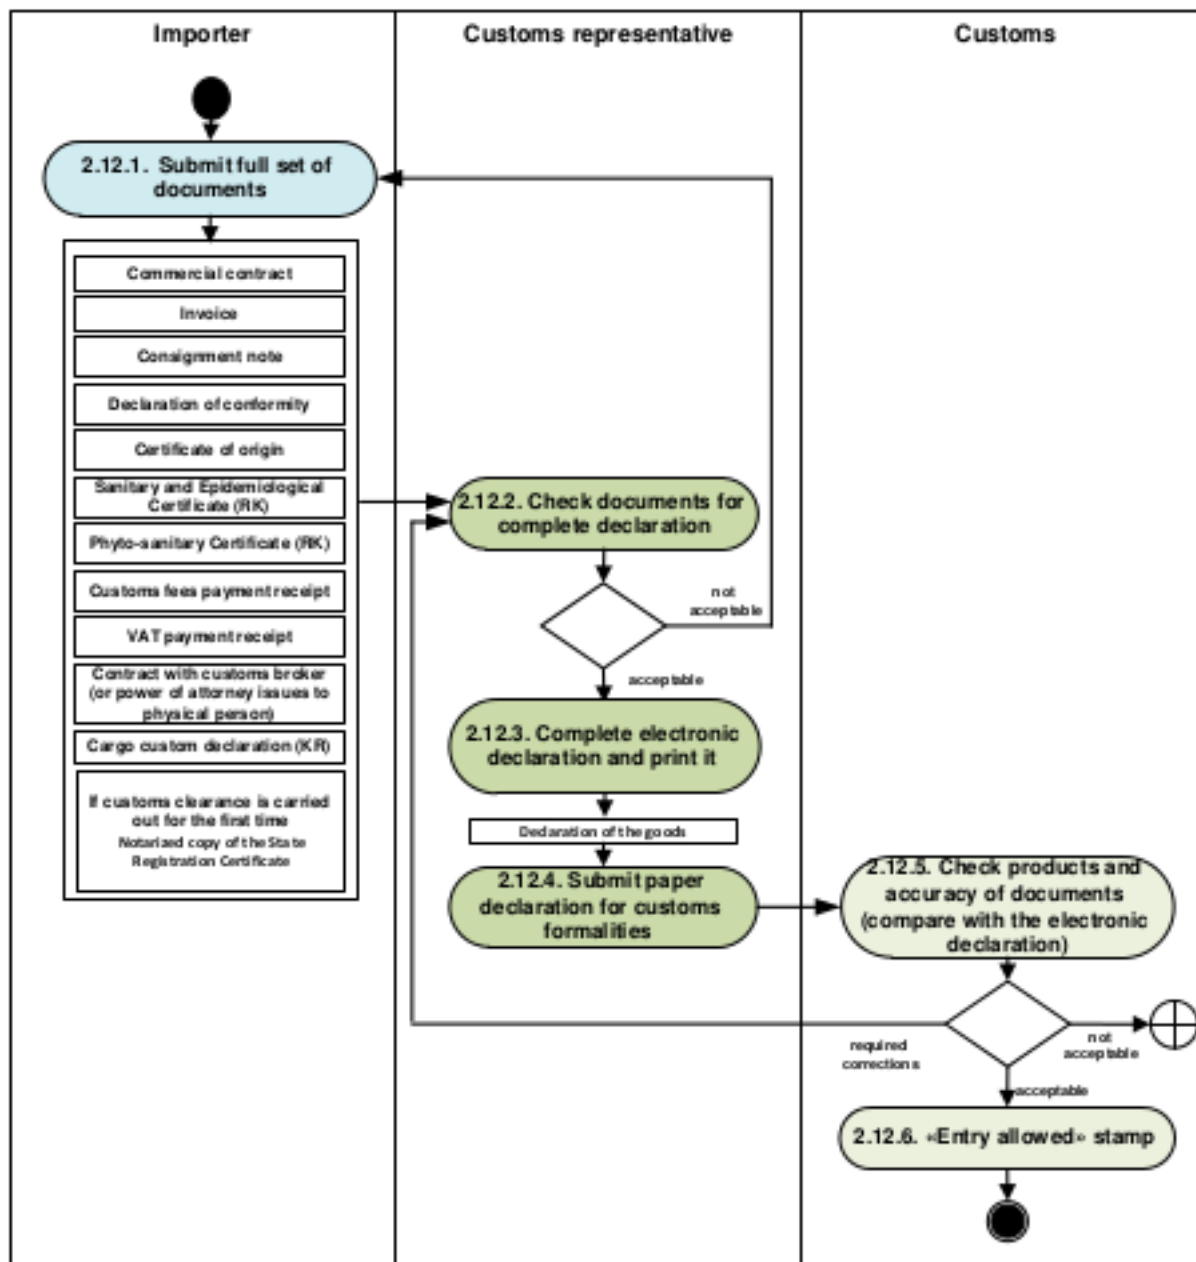 Importer
Customs representative
Customs
2.12.1. Submit full set of
documents
Commercial contract
Invoice
Consignment note
Declaration of conformity
Certificate of origin
Sanitary and Epidemiological
Certificate (RK)
Phyto-sanitary Certificate (RK)
Customs fees payment receipt
VAT payment receipt
Contract with customs broker
(or power of attorney issues to
physical person)
Cargo custom declaration (KR)
If customs clearance is carried
out for the first time
Notarized copy of the State
Registration Certificate
2.12.2. Check documents for
complete declaration
not
acceptable
acceptable
2.12.3. Complete electronic
declaration and print it
Declaration of the goods
2.12.4. Submit paper
declaration for customs
formalities
2.12.5. Check products and
accuracy of documents
(compare with the electronic
declaration)
required
corrections
not
acceptable
acceptable
2.12.6. «Entry allowed» stamp